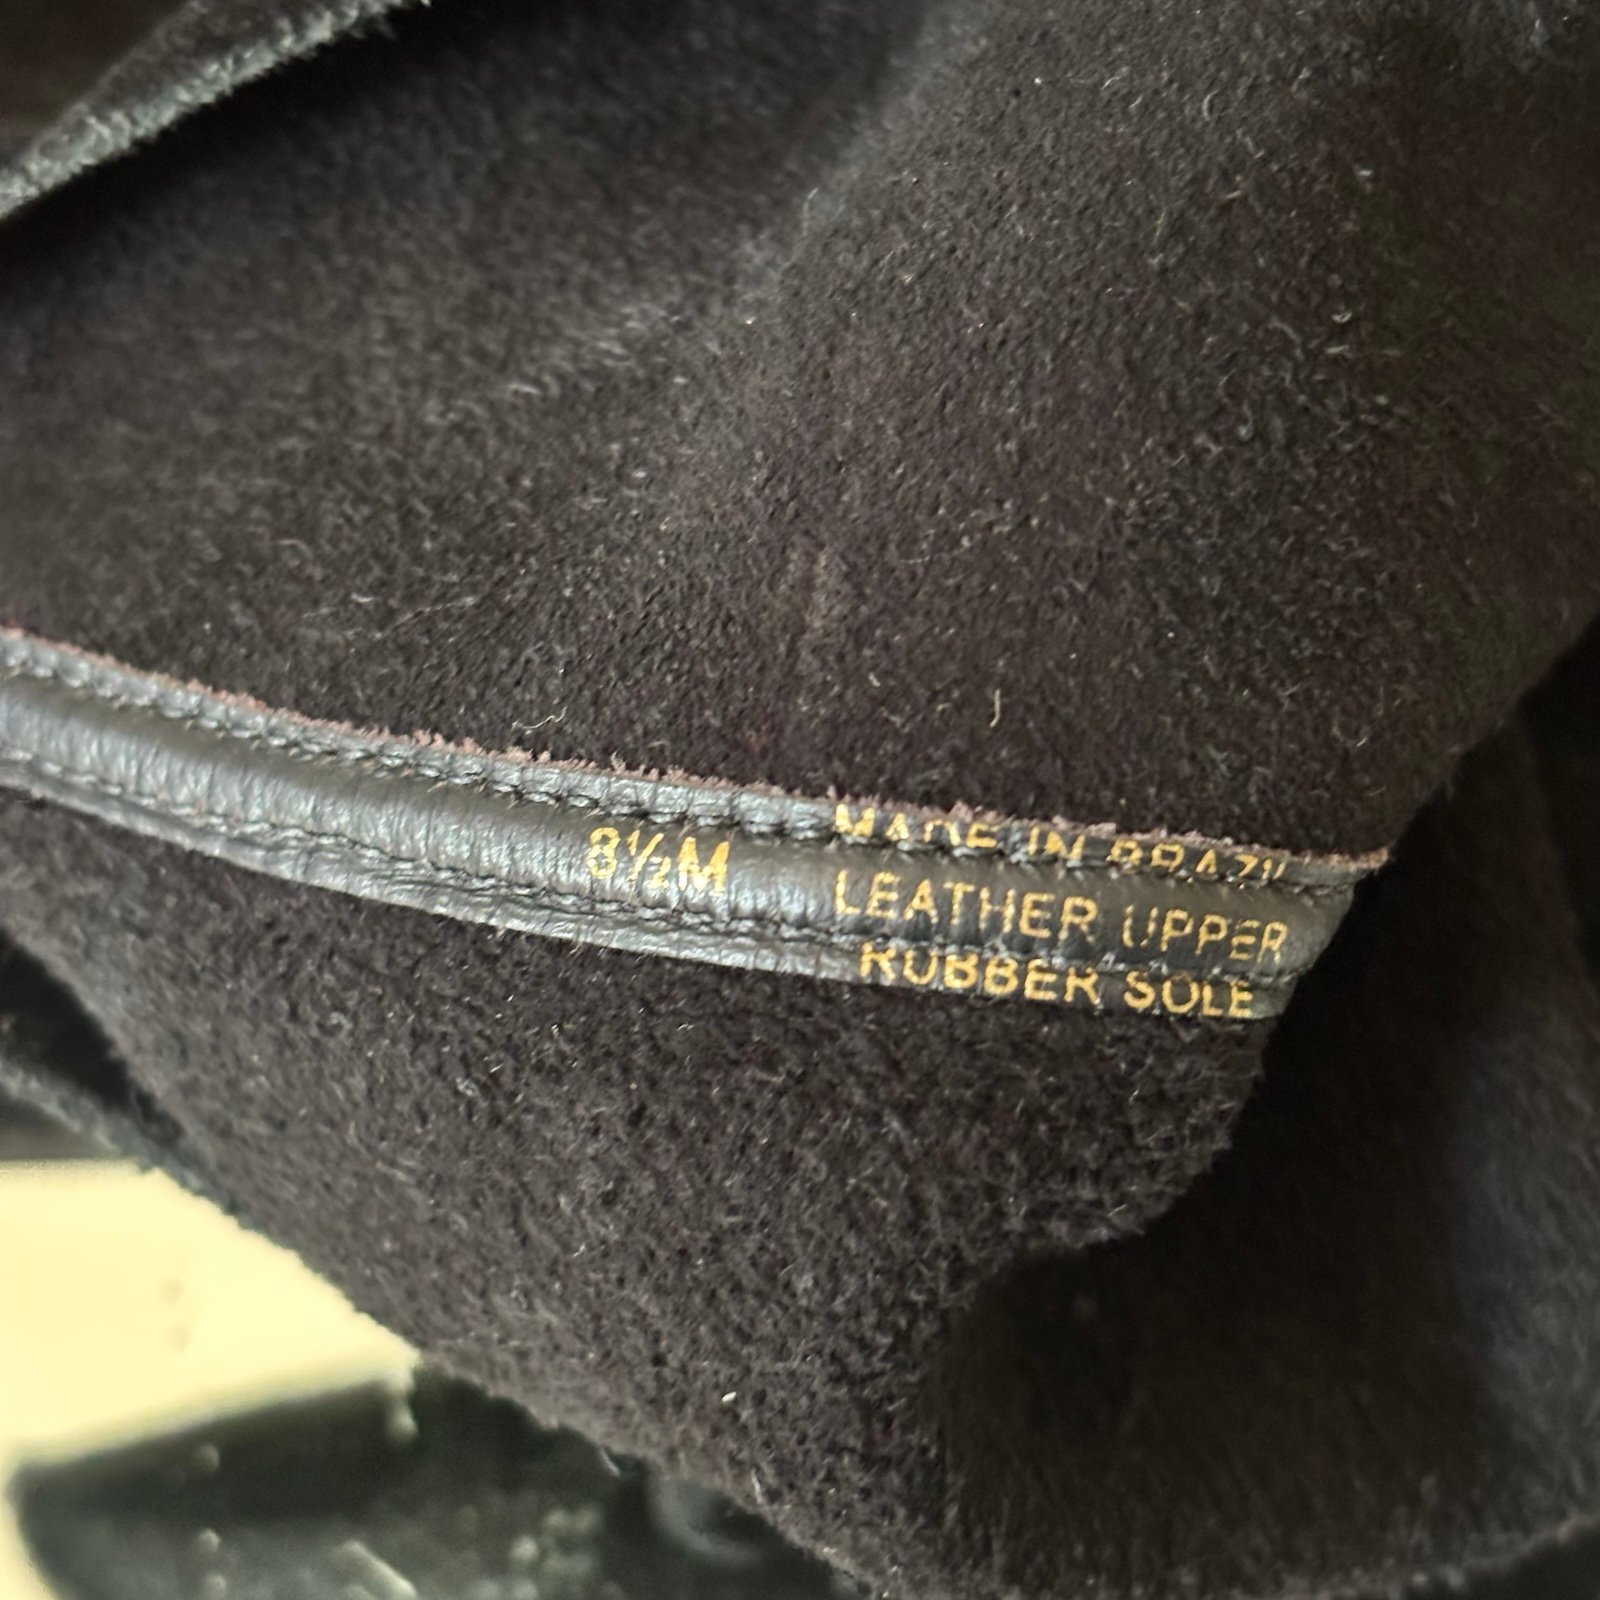 8½M
MADE IN BRAZIL
LEATHER UPPER
RUBBER SOLE